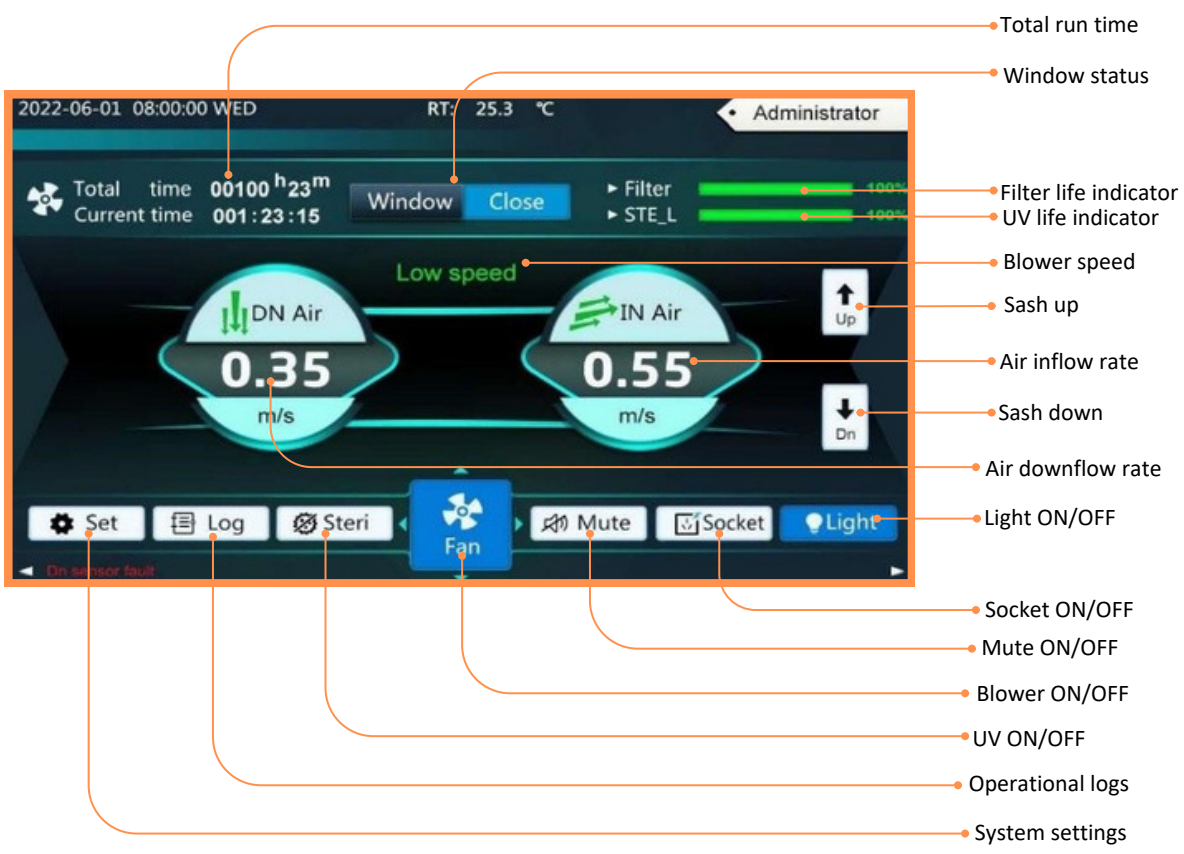 Total run time
Window status
2022-06-01 08:00:00 WED RT: 25.3 ℃ Administrator
Total time 00100 h 23 m Window Close Filter 100%
Current time 001:23:15 STE_L 100%
Filter life indicator
UV life indicator
Low speed
Blower speed
DN Air IN Air Up
Sash up
0.35 0.55
Air inflow rate
m/s m/s Dn
Sash down
Air downflow rate
Set Log Steri Fan Mute Socket Light
Light ON/OFF
Dn sensor fault
Socket ON/OFF
Mute ON/OFF
Blower ON/OFF
UV ON/OFF
Operational logs
System settings